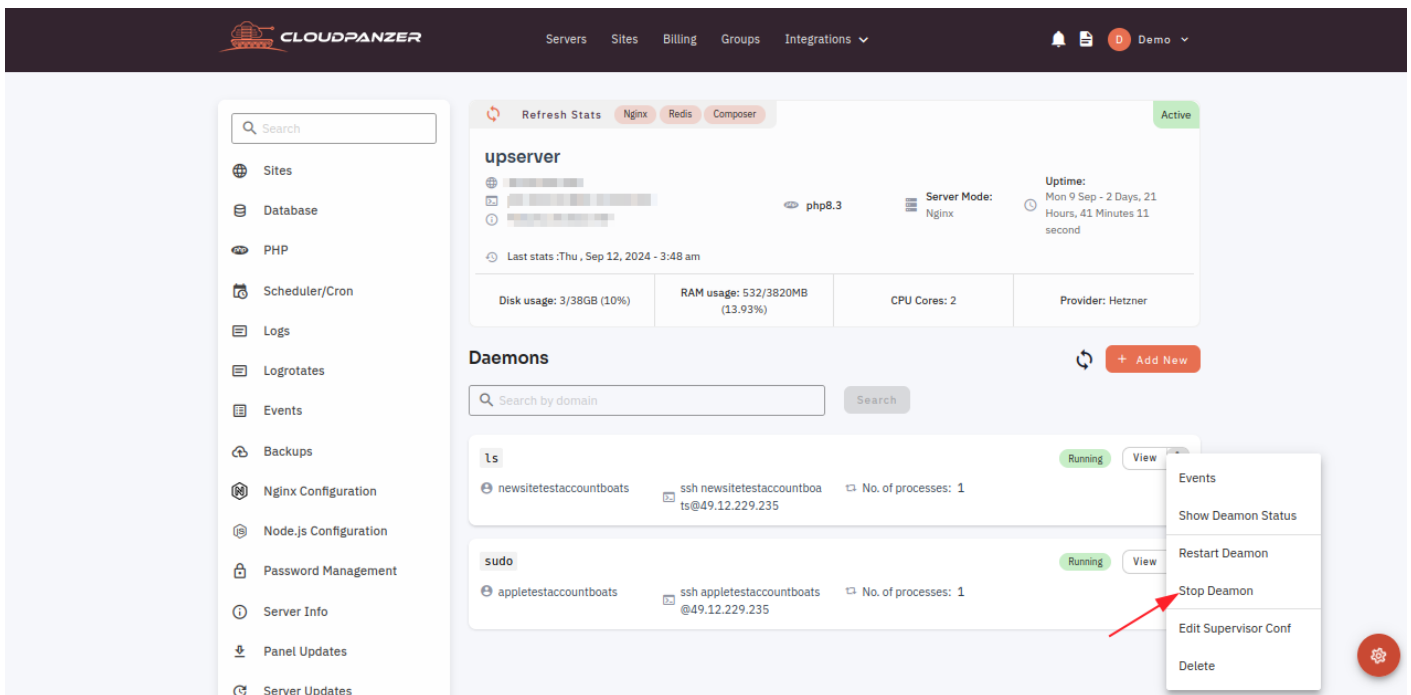 CLOUDPANZER
Servers Sites Billing Groups Integrations
D Demo
Search
Sites
Database
PHP
Scheduler/Cron
Logs
Logrotates
Events
Backups
Nginx Configuration
Node.js Configuration
Password Management
Server Info
Panel Updates
Server Updates
Refresh Stats Nginx Redis Composer
Active
upserver
php8.3
Server Mode:
Nginx
Uptime:
Mon 9 Sep - 2 Days, 21
Hours, 41 Minutes 11
second
Last stats :Thu , Sep 12, 2024 - 3:48 am
Disk usage: 3/38GB (10%)
RAM usage: 532/3820MB
(13.93%)
CPU Cores: 2
Provider: Hetzner
Daemons
+ Add New
Search by domain
Search
ls
Running
View
newsitetestaccountboats
ssh newsitetestaccountboa
ts@49.12.229.235
No. of processes: 1
sudo
Running
View
appletestaccountboats
ssh appletestaccountboats
@49.12.229.235
No. of processes: 1
Events
Show Deamon Status
Restart Deamon
Stop Deamon
Edit Supervisor Conf
Delete